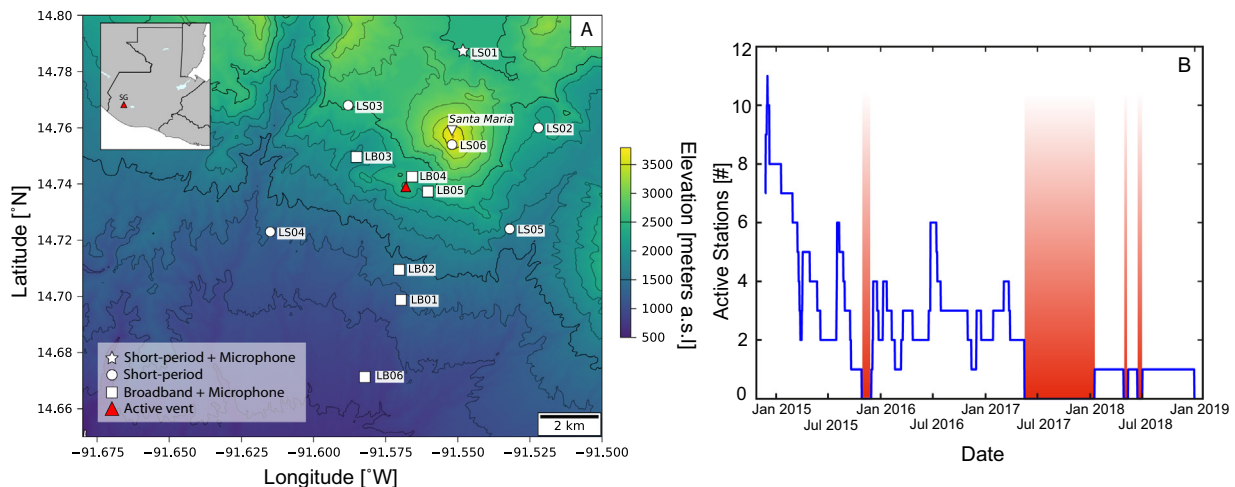 A
14.80
14.78
14.76
14.74
14.72
14.70
14.68
14.66
Latitude [˚N]
SG
LS01
LS03
LS02
Santa Maria
LS06
LB03
LB04
LB05
LS04
LS05
LB02
LB01
LB06
Short-period + Microphone
Short-period
Broadband + Microphone
Active vent
2 km
−91.675
−91.650
−91.625
−91.600
−91.575
−91.550
−91.525
−91.500
Longitude [˚W]
3500
3000
2500
2000
1500
1000
500
Elevation [meters a.s.l]
B
12
10
8
6
4
2
0
Active Stations [#]
Jan 2015
Jul 2015
Jan 2016
Jul 2016
Jan 2017
Jul 2017
Jan 2018
Jul 2018
Jan 2019
Date